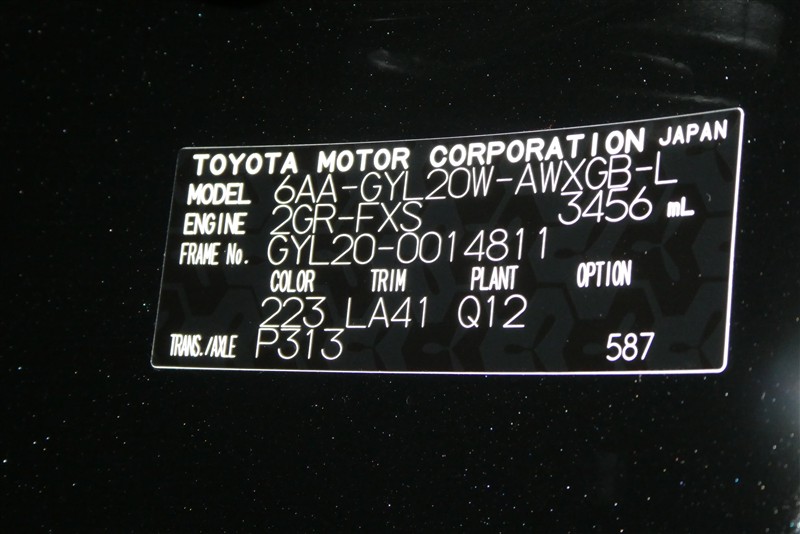 TOYOTA MOTOR CORPORATION JAPAN
MODEL 6AA-GYL20W-AWXGB-L
ENGINE 2GR-FXS 3456 mL
FRAME No. GYL20-0014811
COLOR TRIM PLANT OPTION
223 LA41 Q12
TRANS./AXLE P313 587